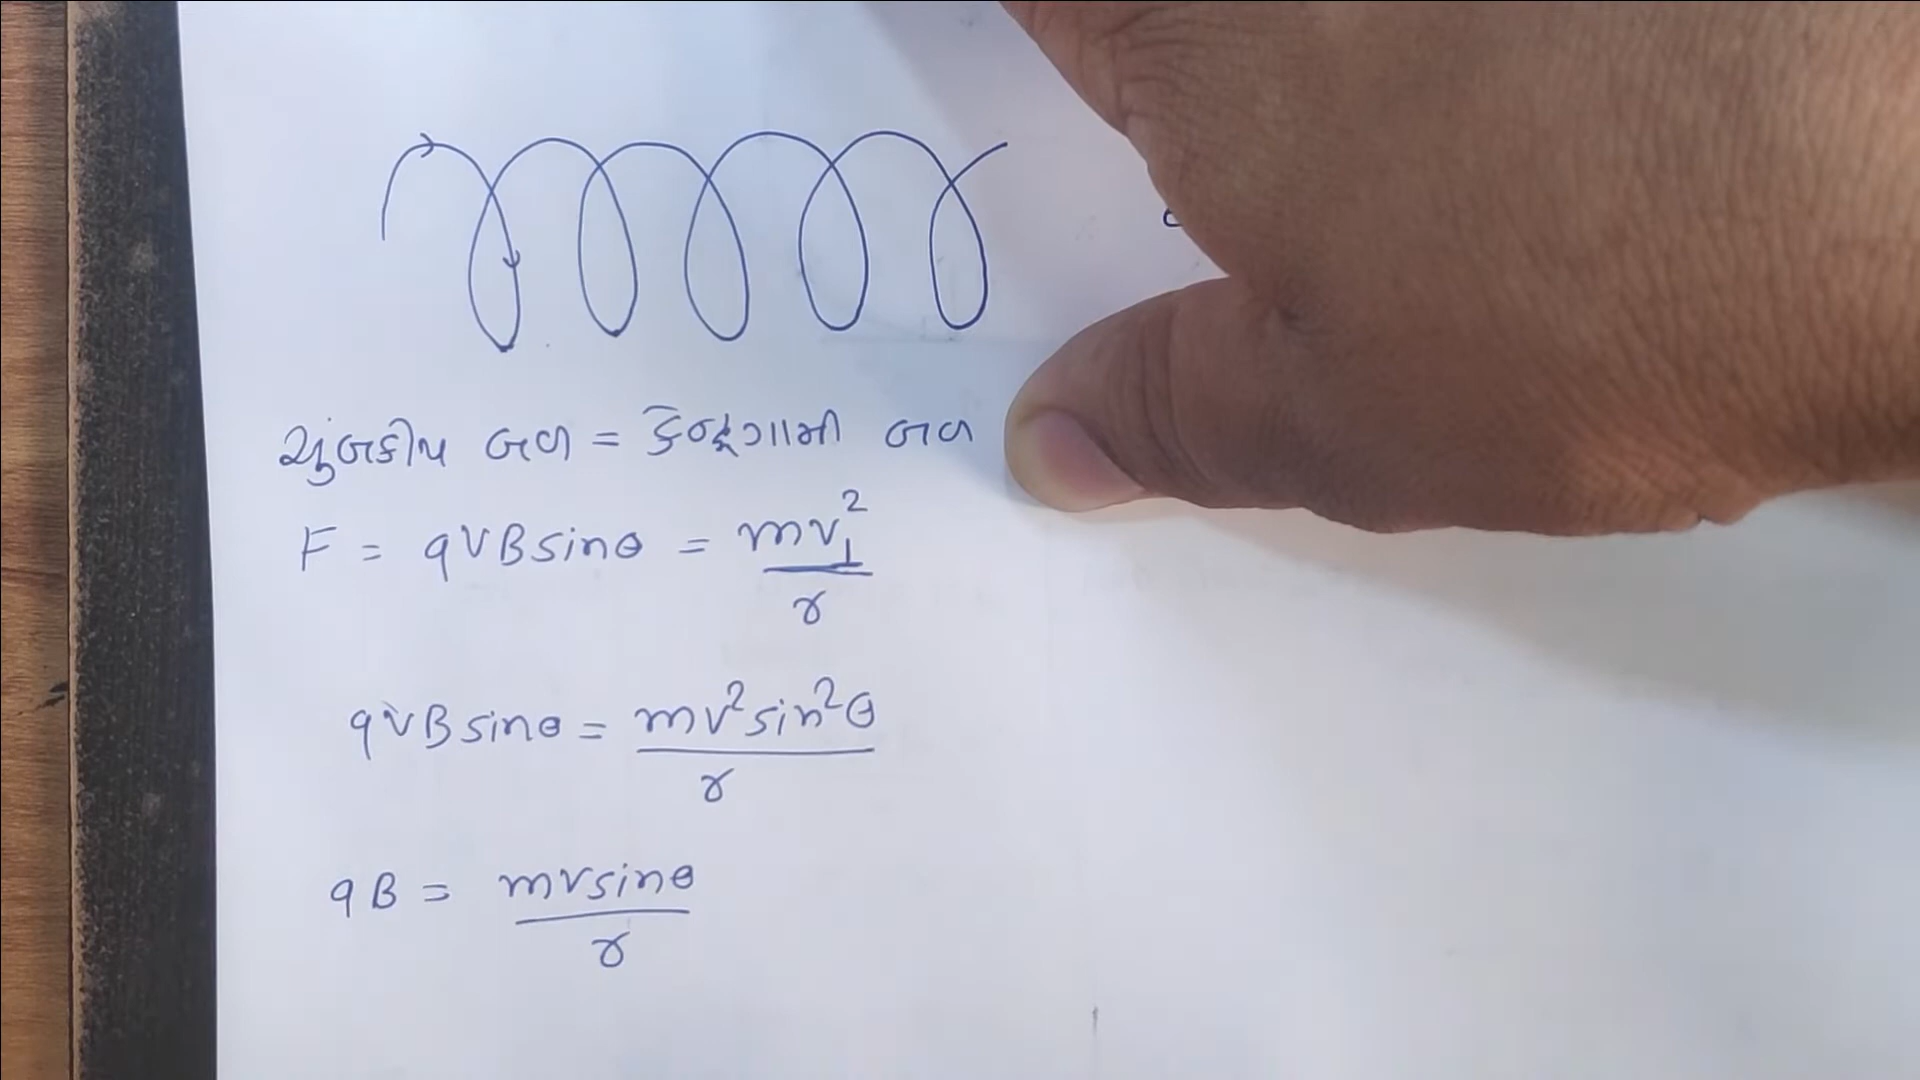 ચુંબકીય બળ = કેન્દ્રગામી બળ
F = qVBsinθ = mv⊥²/r
qVBsinθ = mv²sin²θ/r
qB = mvsinθ/r